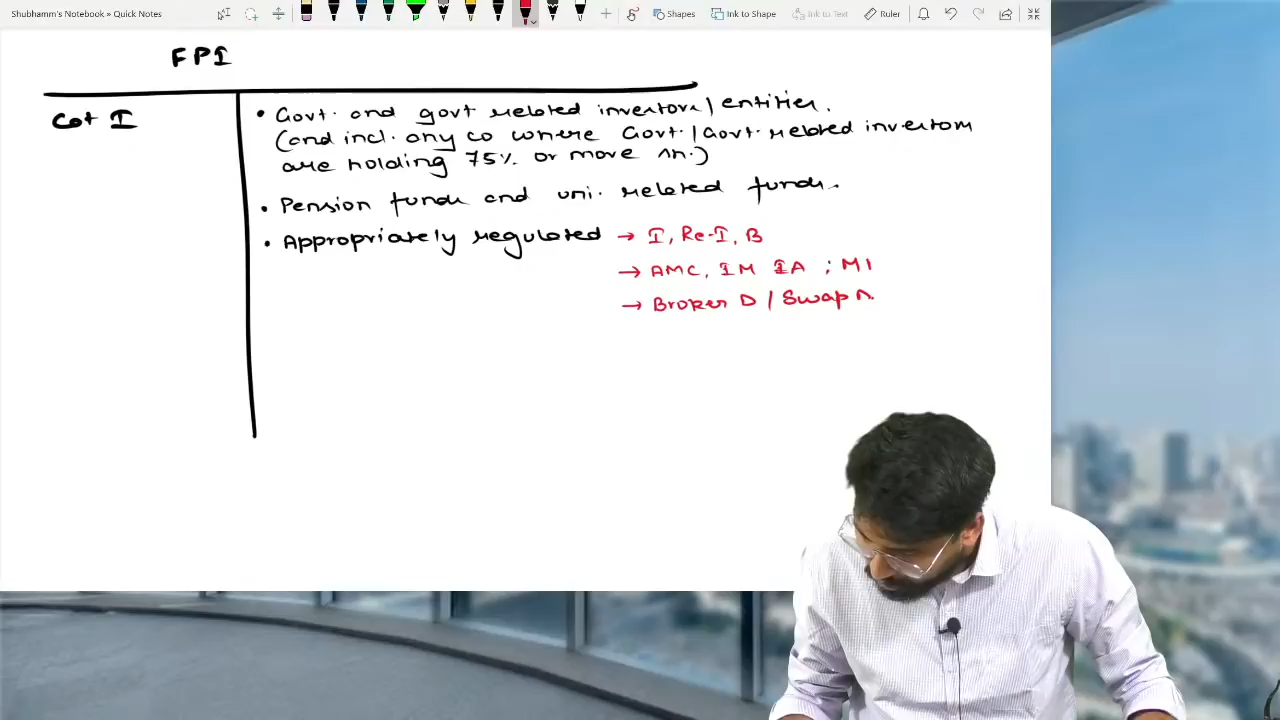 Shubhamm's Notebook » Quick Notes
Shapes Ink to Shape Ink to Text Ruler
FPI
Cat I
• Govt. and govt related investors / entities.
(and incl. any co where Govt. / Govt. related investors
are holding 75% or more sh.)
• Pension funds and uni. related funds.
• Appropriately regulated → I, Re-I, B
→ AMC, IM IA ; M
→ Broker D / Swap